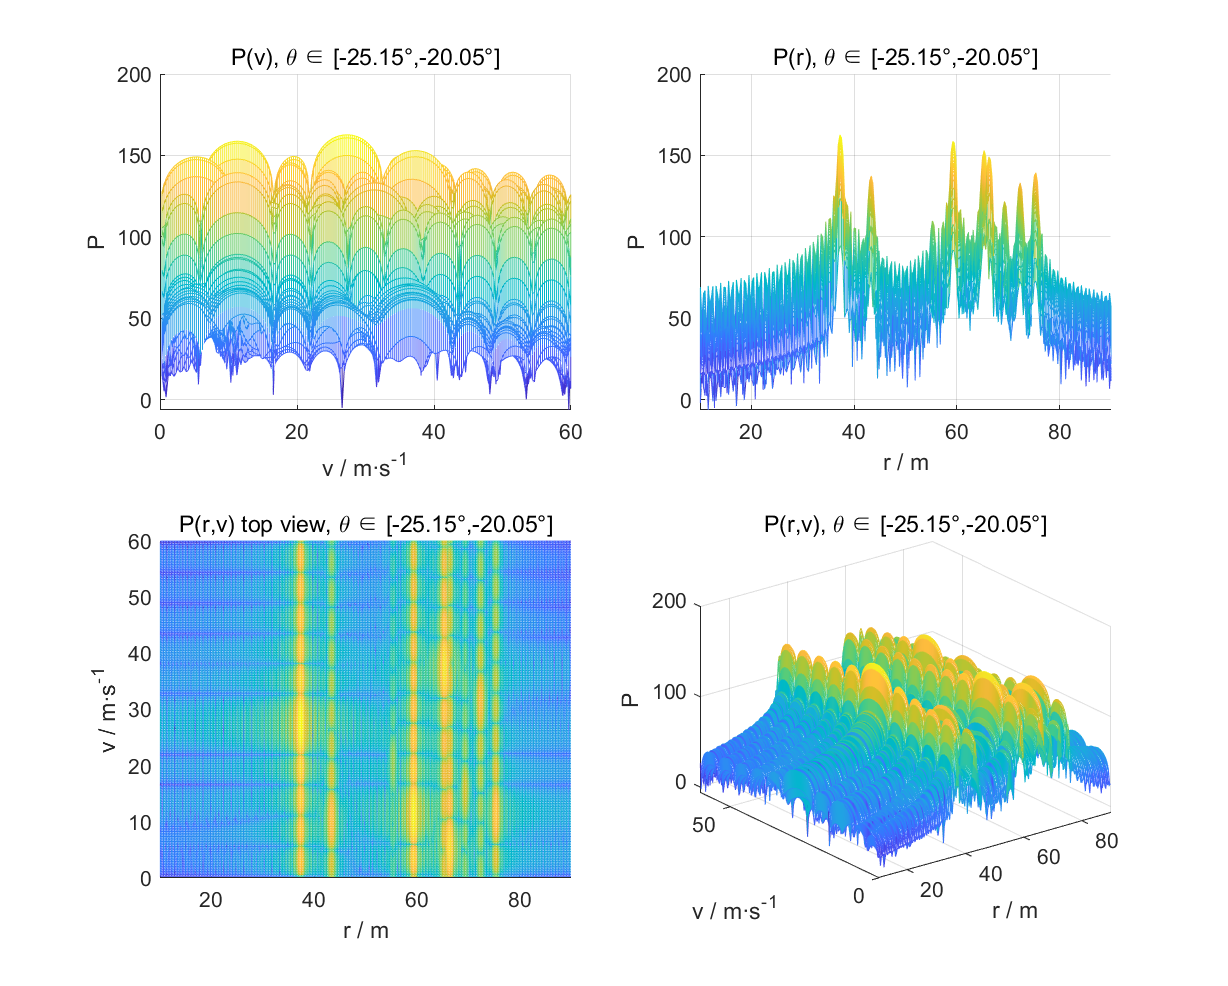 P(v), θ ∈ [-25.15°,-20.05°]
200
150
100
50
0
P
0 20 40 60
v / m·s-1
P(r), θ ∈ [-25.15°,-20.05°]
200
150
100
50
0
P
20 40 60 80
r / m
P(r,v) top view, θ ∈ [-25.15°,-20.05°]
60
50
40
30
20
10
0
v / m·s-1
20 40 60 80
r / m
P(r,v), θ ∈ [-25.15°,-20.05°]
200
100
0
P
50
0
v / m·s-1
20 40 60 80
r / m